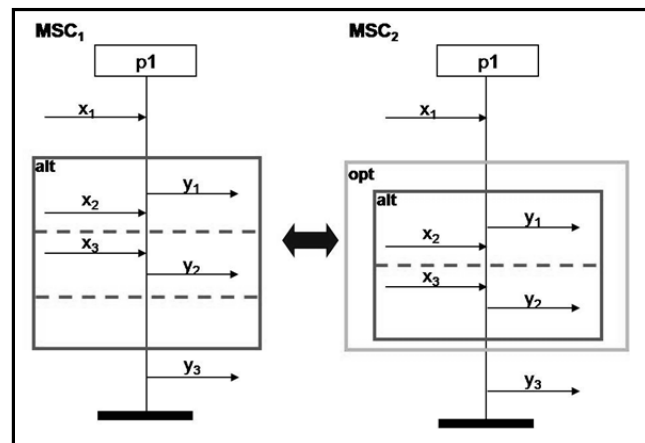 MSC₁
p1
x₁
alt
y₁
x₂
x₃
y₂
y₃
MSC₂
p1
x₁
opt
alt
y₁
x₂
x₃
y₂
y₃